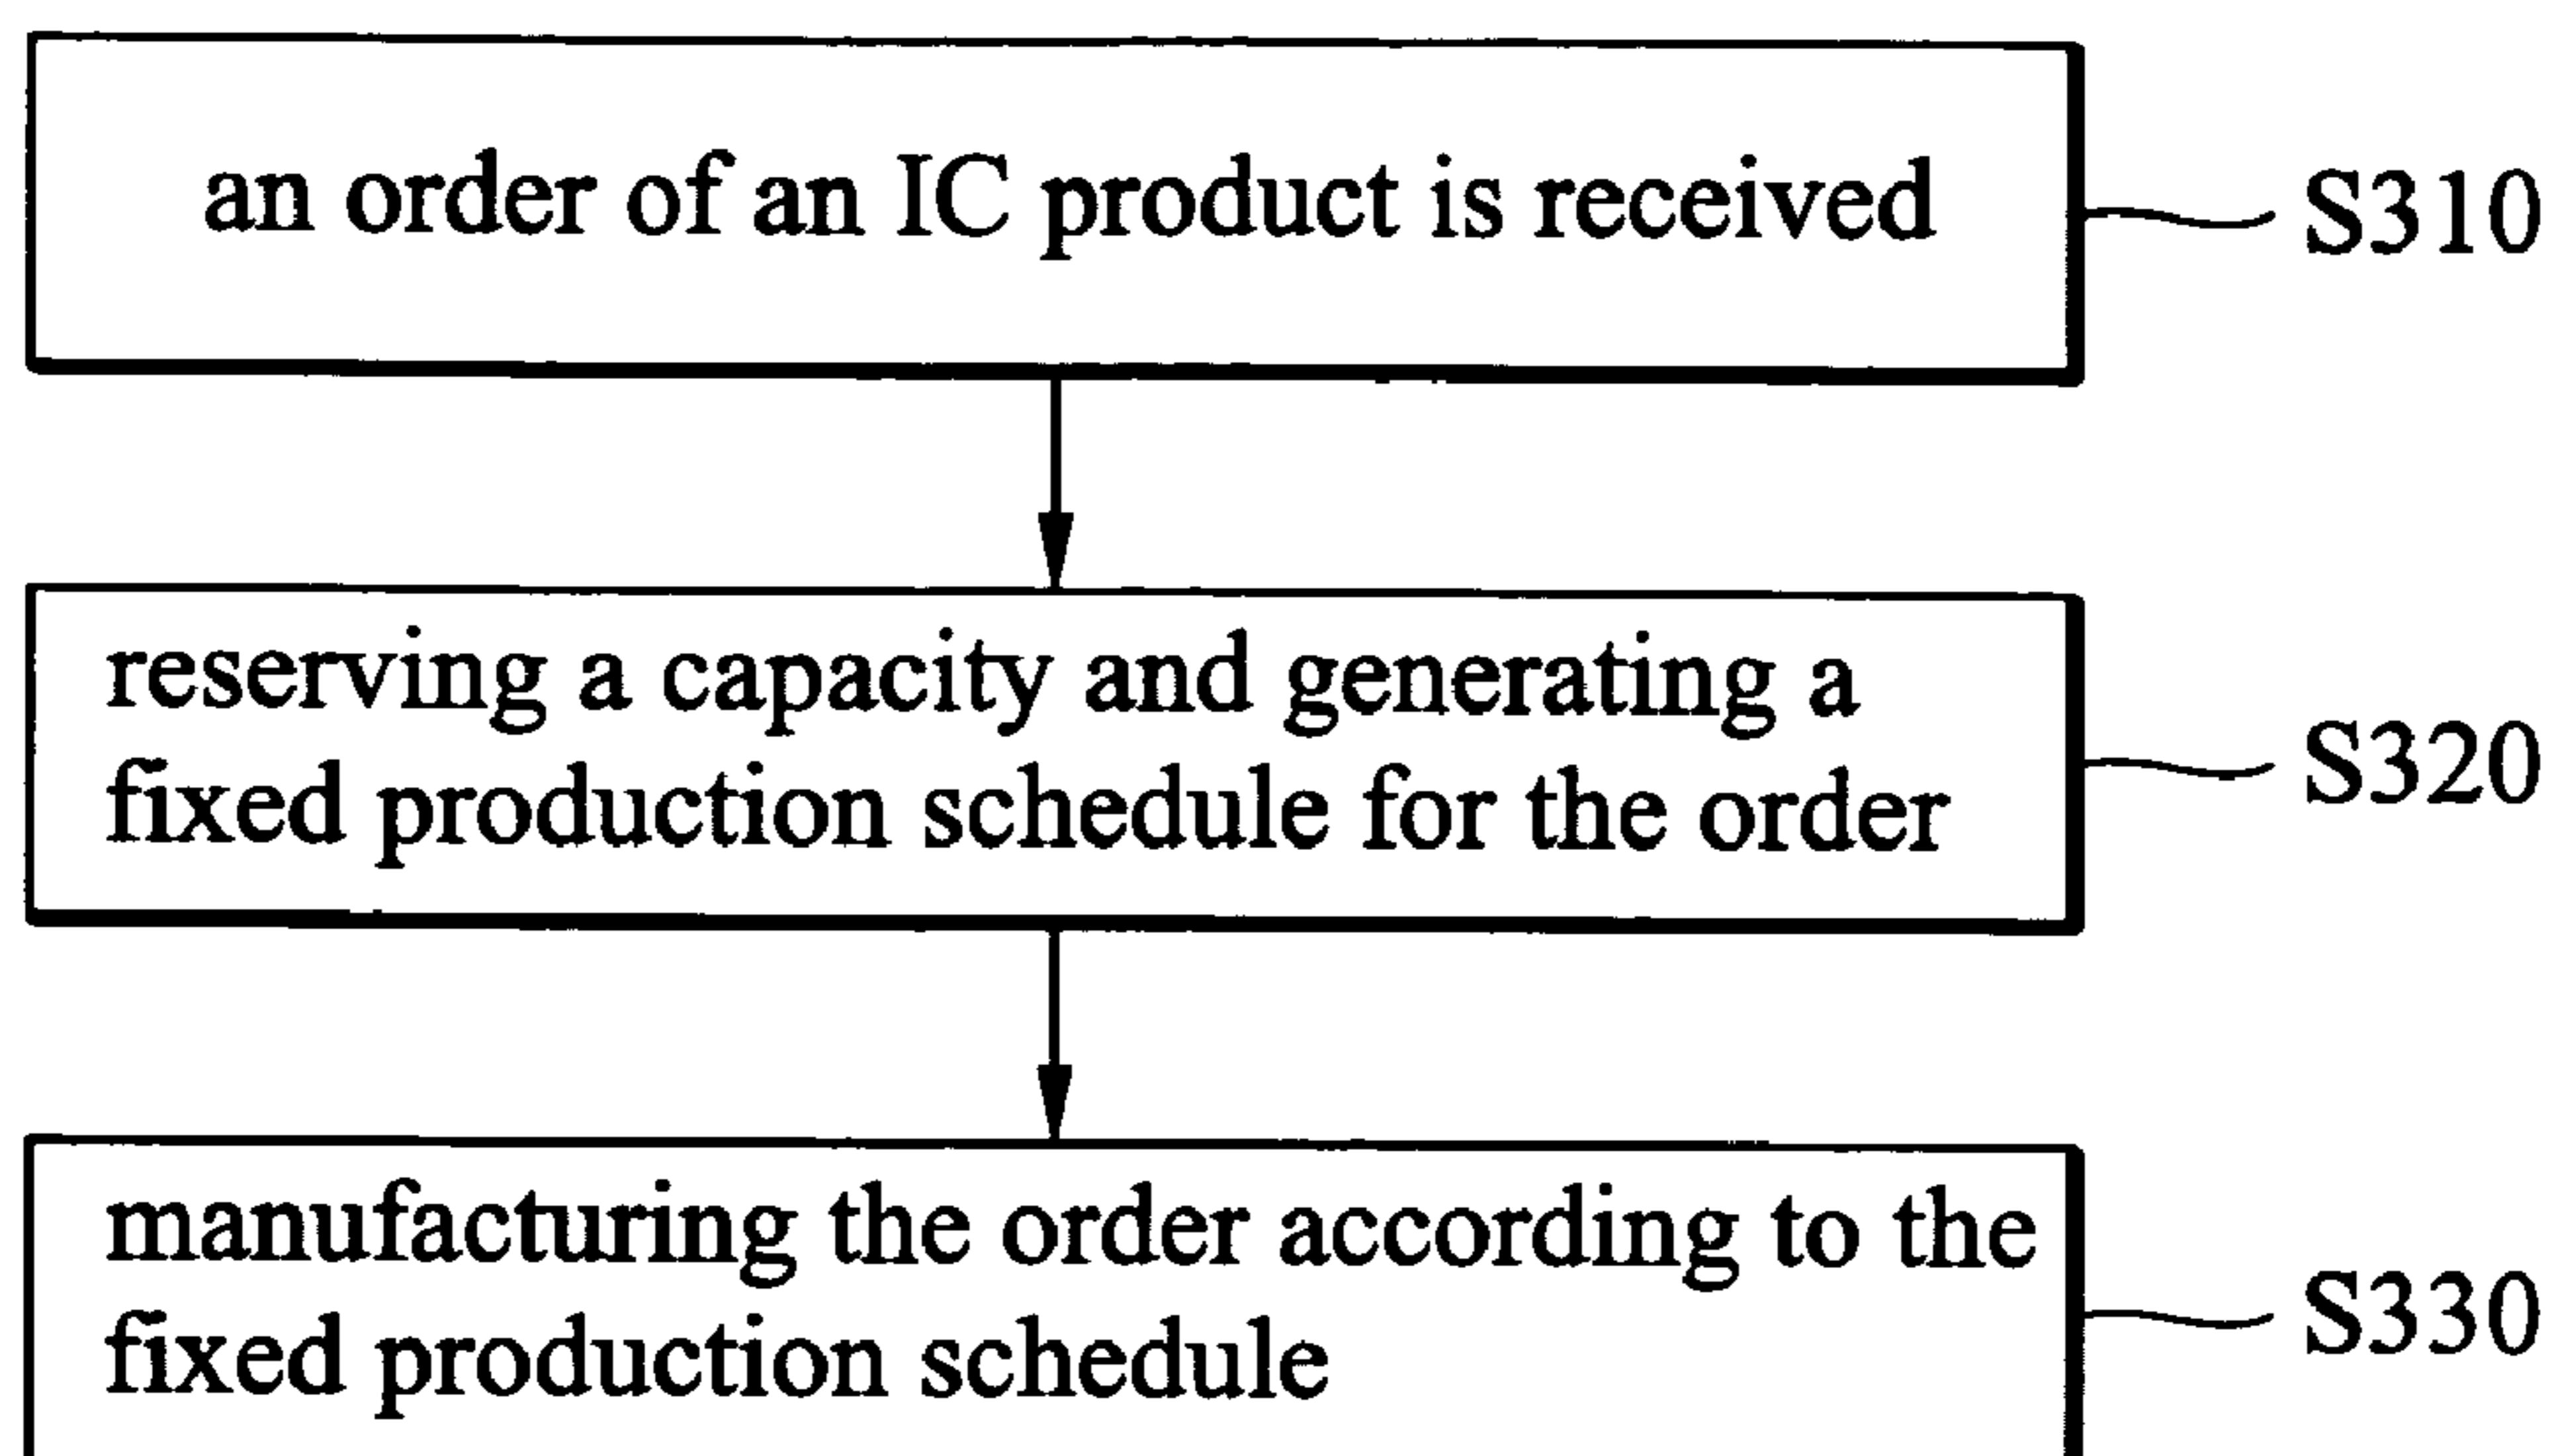 an order of an IC product is received
S310
reserving a capacity and generating a
fixed production schedule for the order
S320
manufacturing the order according to the
fixed production schedule
S330